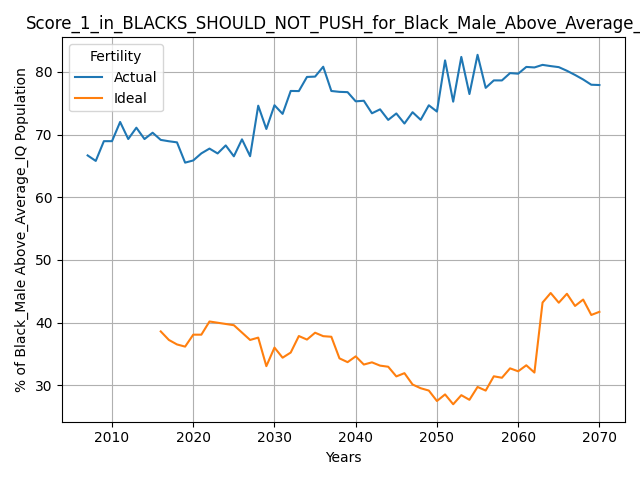 Score_1_in_BLACKS_SHOULD_NOT_PUSH_for_Black_Male_Above_Average_
Fertility
Actual
Ideal
% of Black_Male Above_Average_IQ Population
80
70
60
50
40
30
2010 2020 2030 2040 2050 2060 2070
Years